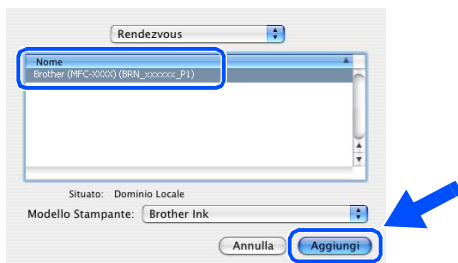 Rendezvous
Nome
Brother (MFC-XXXX) (BRN_xxxxxx_P1)
Situato: Dominio Locale
Modello Stampante: Brother Ink
Annulla Aggiungi